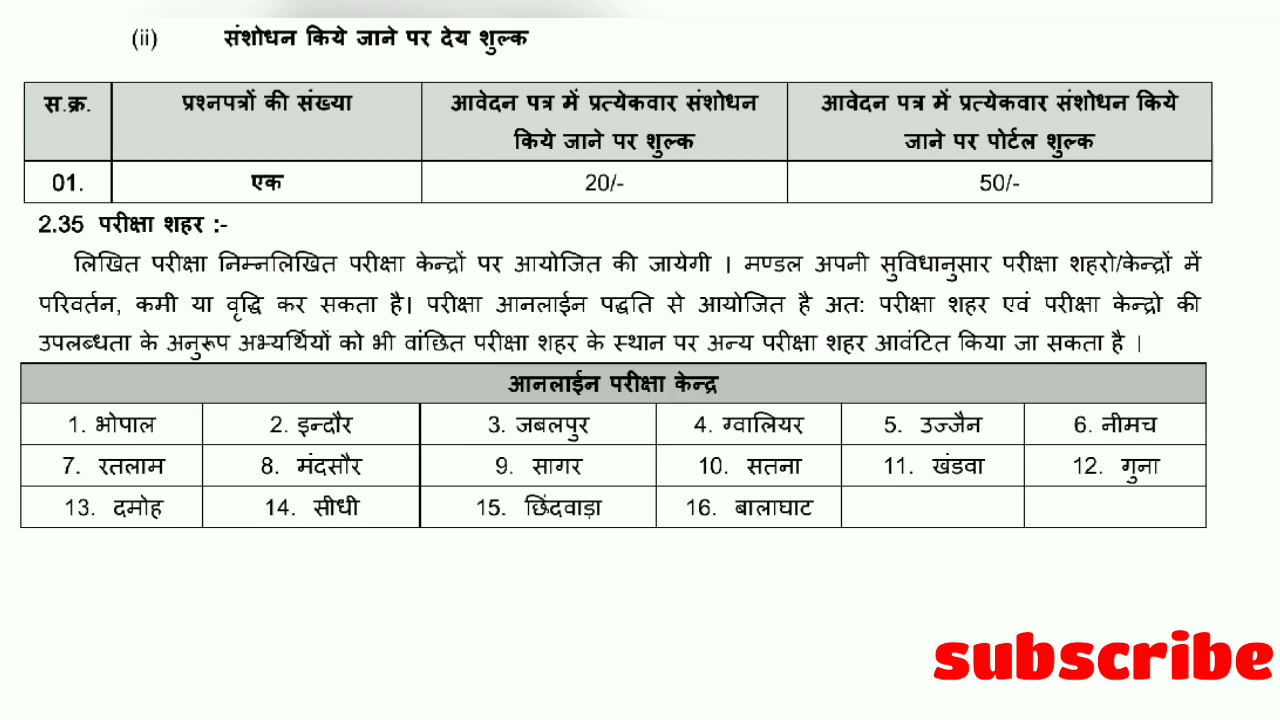 (ii) संशोधन किये जाने पर देय शुल्क
स.क्र. प्रश्नपत्रों की संख्या आवेदन पत्र में प्रत्येकवार संशोधन किये जाने पर शुल्क आवेदन पत्र में प्रत्येकवार संशोधन किये जाने पर पोर्टल शुल्क
01. एक 20/- 50/-
2.35 परीक्षा शहर :-
लिखित परीक्षा निम्नलिखित परीक्षा केन्द्रों पर आयोजित की जायेगी । मण्डल अपनी सुविधानुसार परीक्षा शहरो/केन्द्रों में
परिवर्तन, कमी या वृद्धि कर सकता है। परीक्षा आनलाईन पद्धति से आयोजित है अत: परीक्षा शहर एवं परीक्षा केन्द्रो की
उपलब्धता के अनुरूप अभ्यर्थियों को भी वांछित परीक्षा शहर के स्थान पर अन्य परीक्षा शहर आवंटित किया जा सकता है ।
आनलाईन परीक्षा केन्द्र
1. भोपाल 2. इन्दौर 3. जबलपुर 4. ग्वालियर 5. उज्जैन 6. नीमच
7. रतलाम 8. मंदसौर 9. सागर 10. सतना 11. खंडवा 12. गुना
13. दमोह 14. सीधी 15. छिंदवाड़ा 16. बालाघाट
subscribe